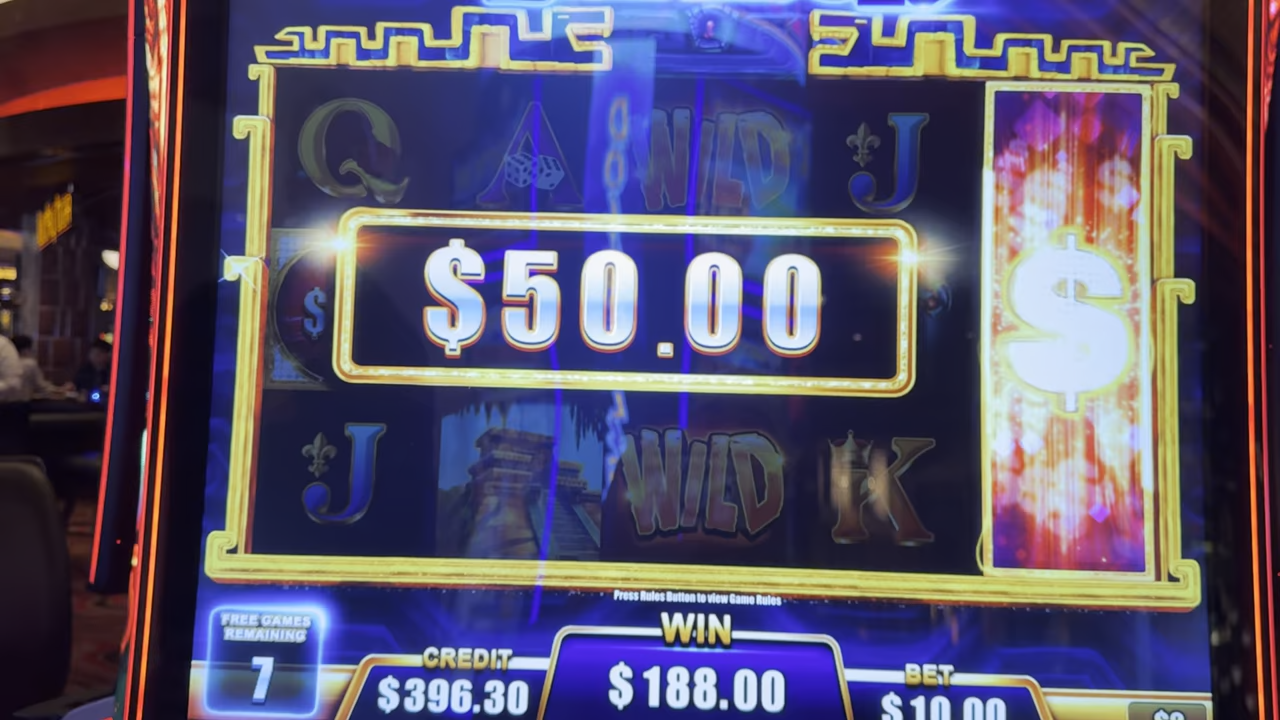 Q A WILD J
$50.00
$
$
J WILD K
Press Rules Button to view Game Rules
FREE GAMES
REMAINING
7
CREDIT
$396.30
WIN
$188.00
BET
$10.00